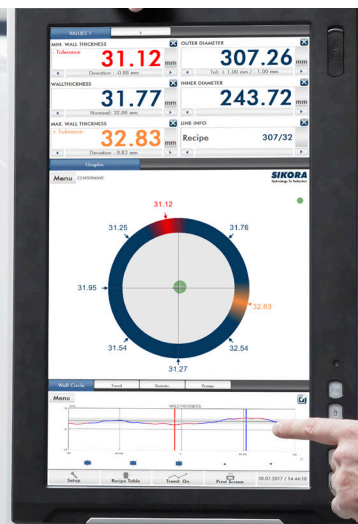 VALUES 1
MIN. WALL THICKNESS
- Tolerance
31.12 mm
Deviation : -0.88 mm
OUTER DIAMETER
307.26 mm
Tol: + 1.00 mm / - 1.00 mm
WALLTHICKNESS
31.77 mm
Nominal: 32.00 mm
INNER DIAMETER
243.72 mm
MAX. WALL THICKNESS
+ Tolerance
32.83 mm
Deviation : 0.83 mm
LINE INFO
Recipe 307/32
Graphic
Menu CENTERWAVE
SIKORA
Technology To Perfection
31.12
31.25
31.76
31.95
32.83
31.54
32.54
31.27
Wall Circle Trend Statistic Printer
Menu
WALLTHICKNESS
Setup Recipe Table Trend: On Print Screen 26.07.2017 / 14:44:19